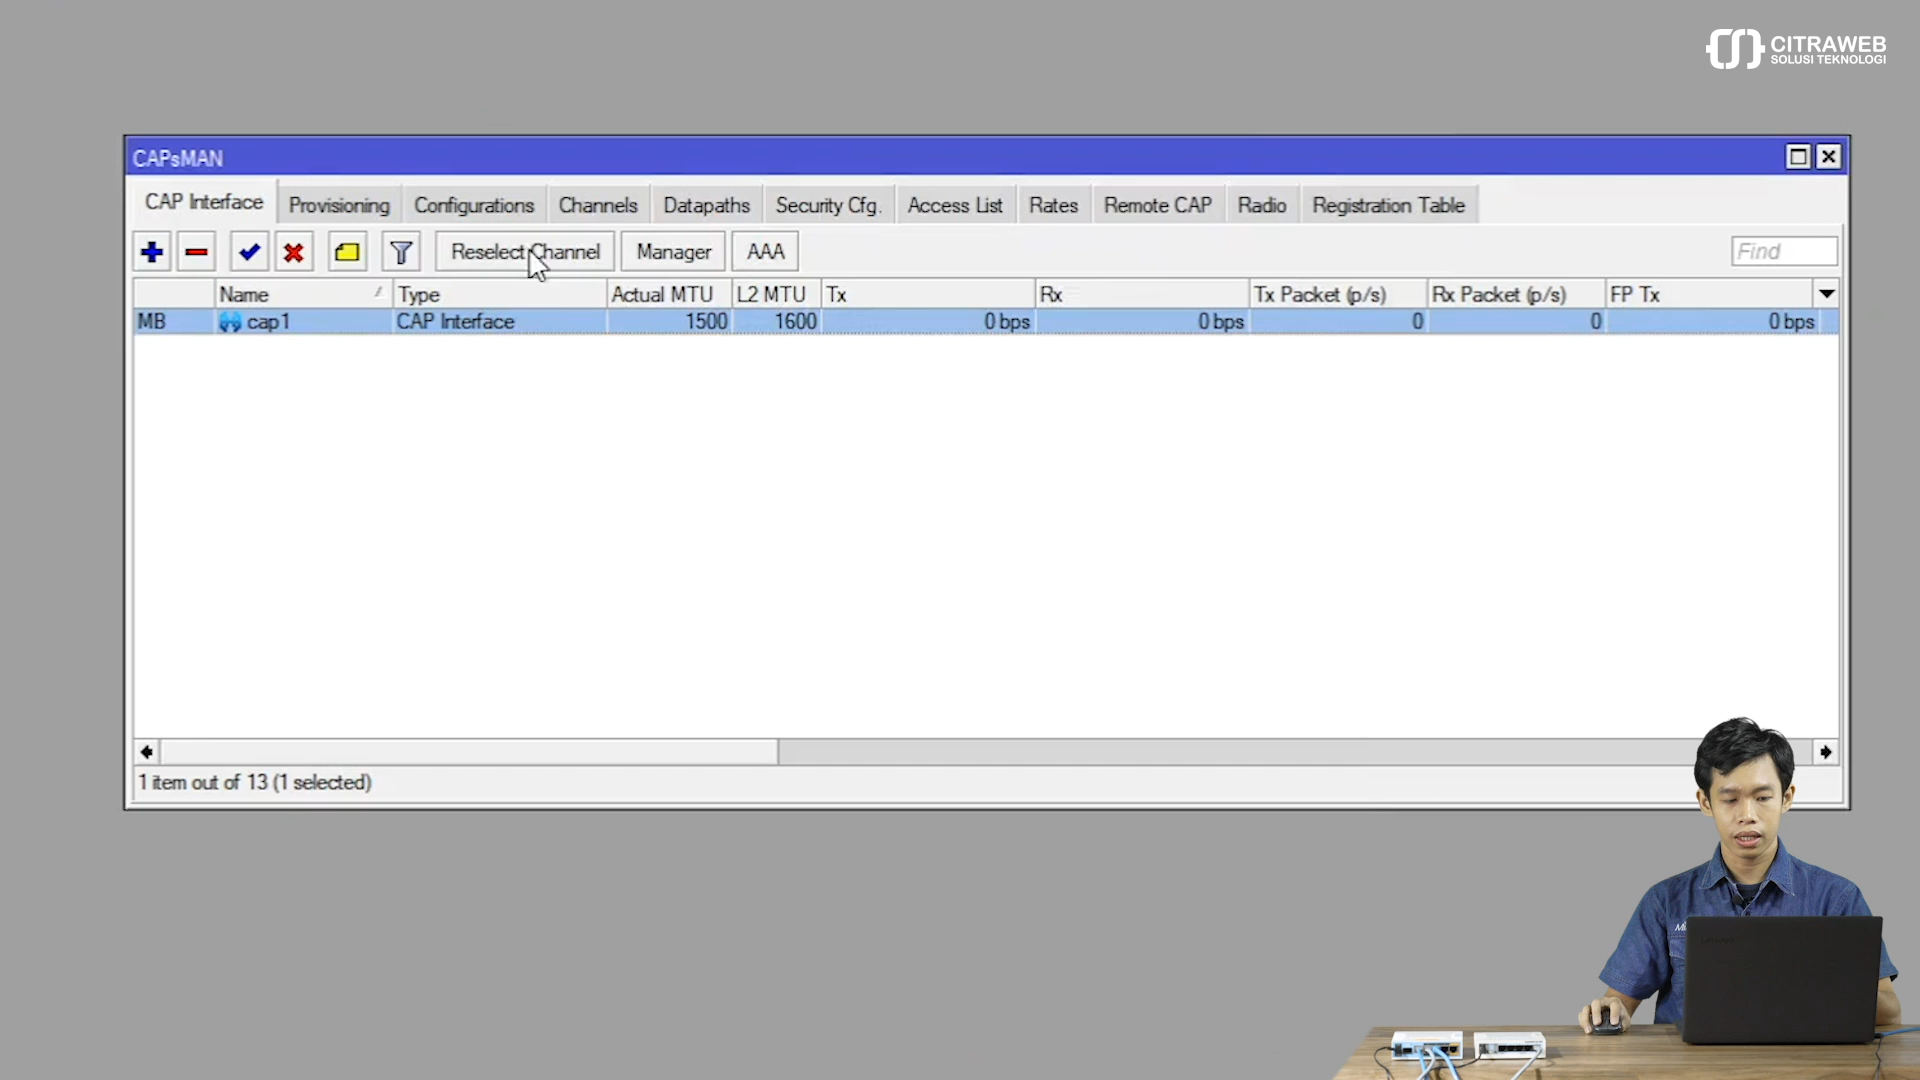 CITRAWEB
SOLUSI TEKNOLOGI
CAPsMAN
CAP Interface Provisioning Configurations Channels Datapaths Security Cfg. Access List Rates Remote CAP Radio Registration Table
Reselect Channel Manager AAA Find
Name Type Actual MTU L2 MTU Tx Rx Tx Packet (p/s) Rx Packet (p/s) FP Tx
MB cap1 CAP Interface 1500 1600 0 bps 0 bps 0 0 0 bps
1 item out of 13 (1 selected)